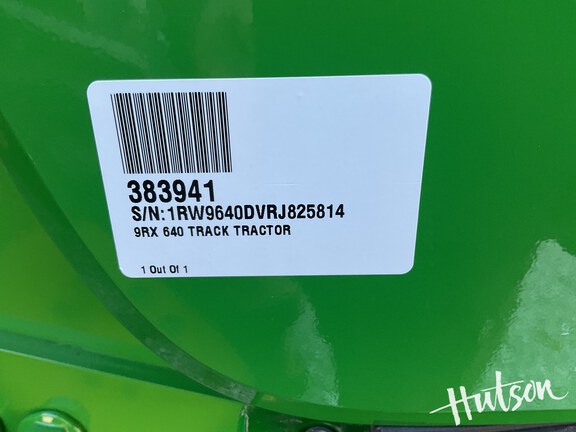 383941
S/N:1RW9640DVRJ825814
9RX 640 TRACK TRACTOR
1 Out Of 1
Hutson